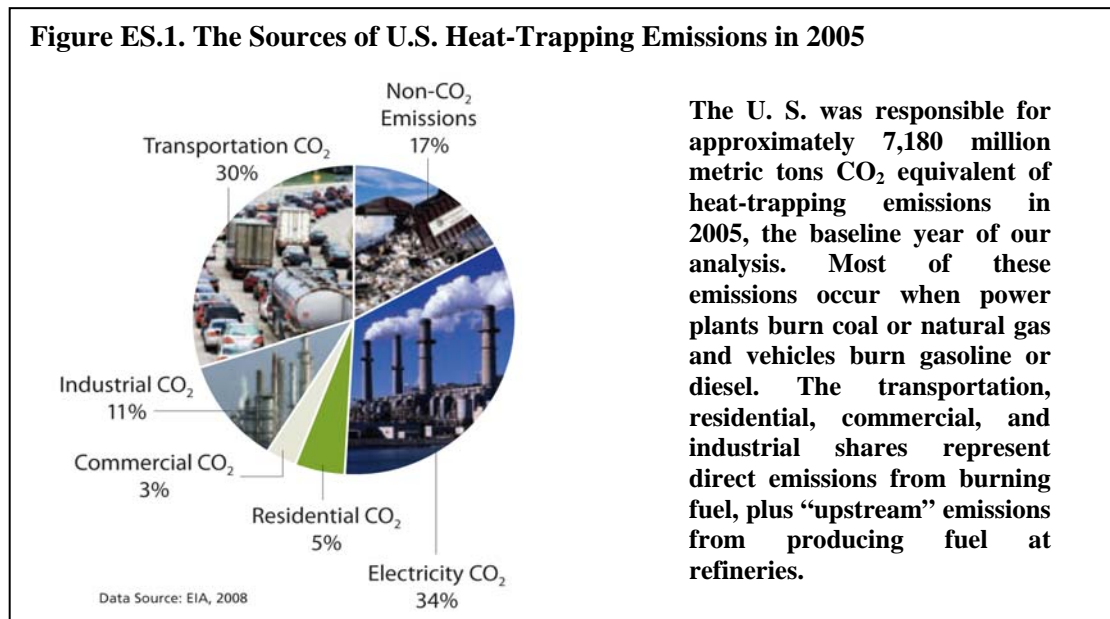 Figure ES.1. The Sources of U.S. Heat-Trapping Emissions in 2005
Non-CO₂
Emissions
17%
Transportation CO₂
30%
Industrial CO₂
11%
Commercial CO₂
3%
Residential CO₂
5%
Electricity CO₂
34%
Data Source: EIA, 2008
The U. S. was responsible for
approximately 7,180 million
metric tons CO₂ equivalent of
heat-trapping emissions in
2005, the baseline year of our
analysis. Most of these
emissions occur when power
plants burn coal or natural gas
and vehicles burn gasoline or
diesel. The transportation,
residential, commercial, and
industrial shares represent
direct emissions from burning
fuel, plus “upstream” emissions
from producing fuel at
refineries.